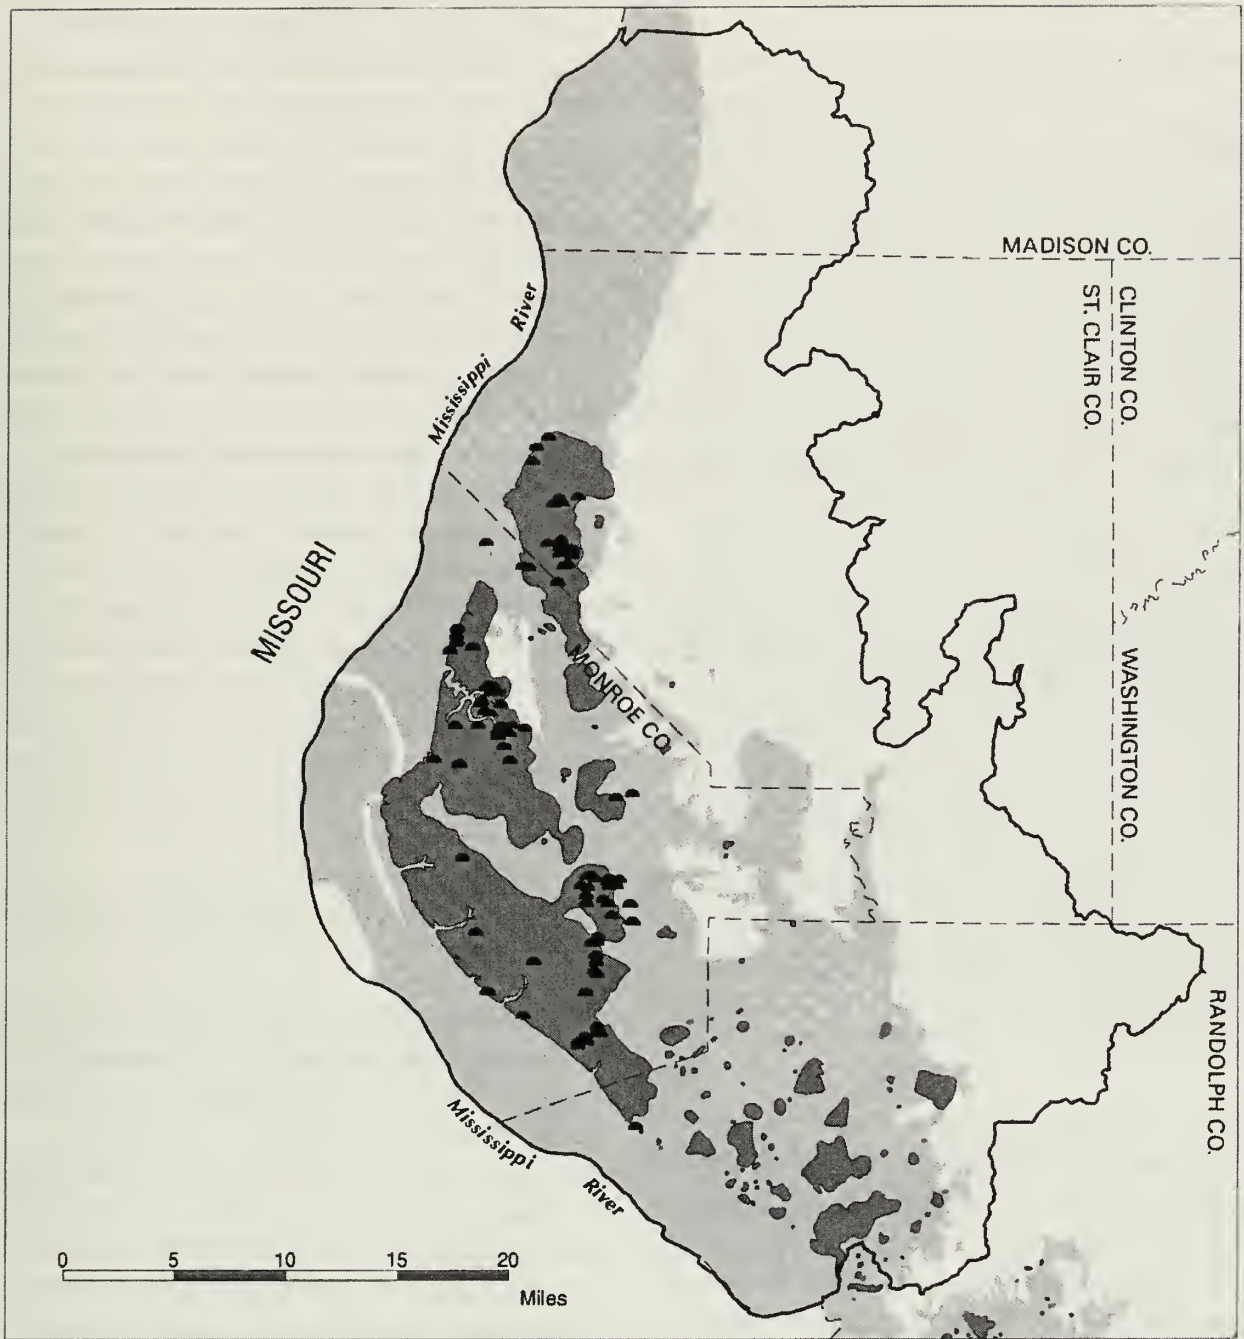 MADISON CO.
CLINTON CO.
ST. CLAIR CO.
Mississippi River
MISSOURI
MONROE CO.
WASHINGTON CO.
RANDOLPH CO.
Mississippi River
0 5 10 15 20
Miles